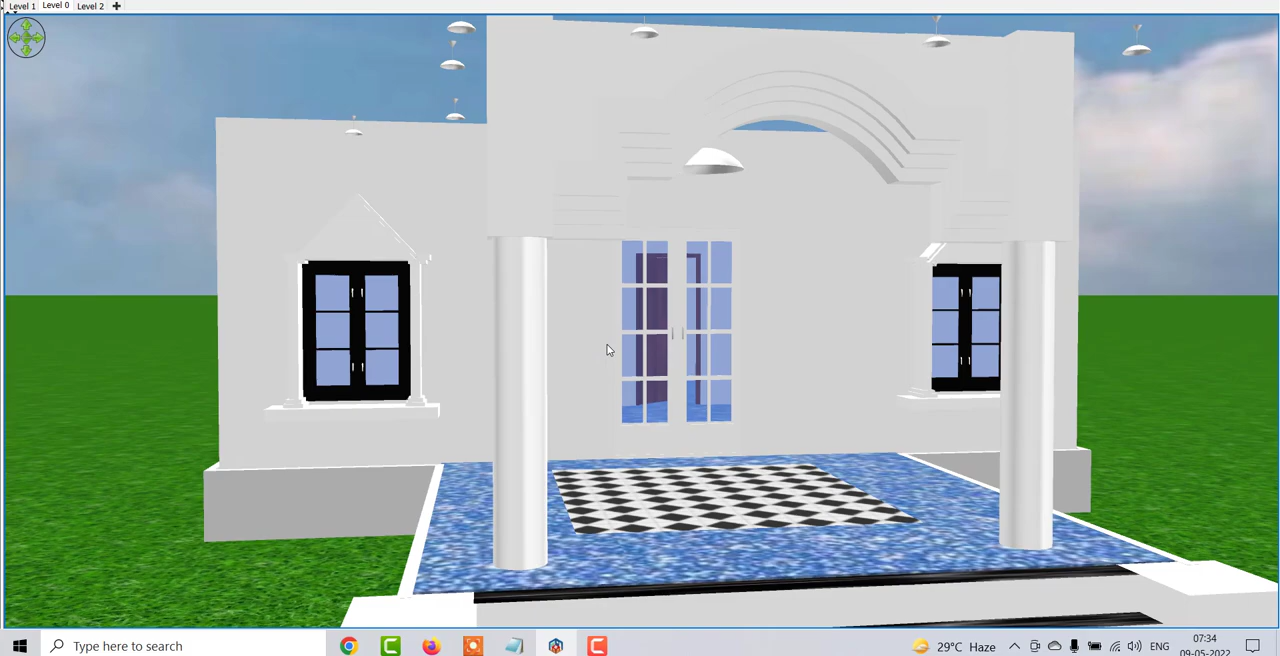 Level 1 Level 0 Level 2
Type here to search
29°C Haze
ENG
07:34
09-05-2022